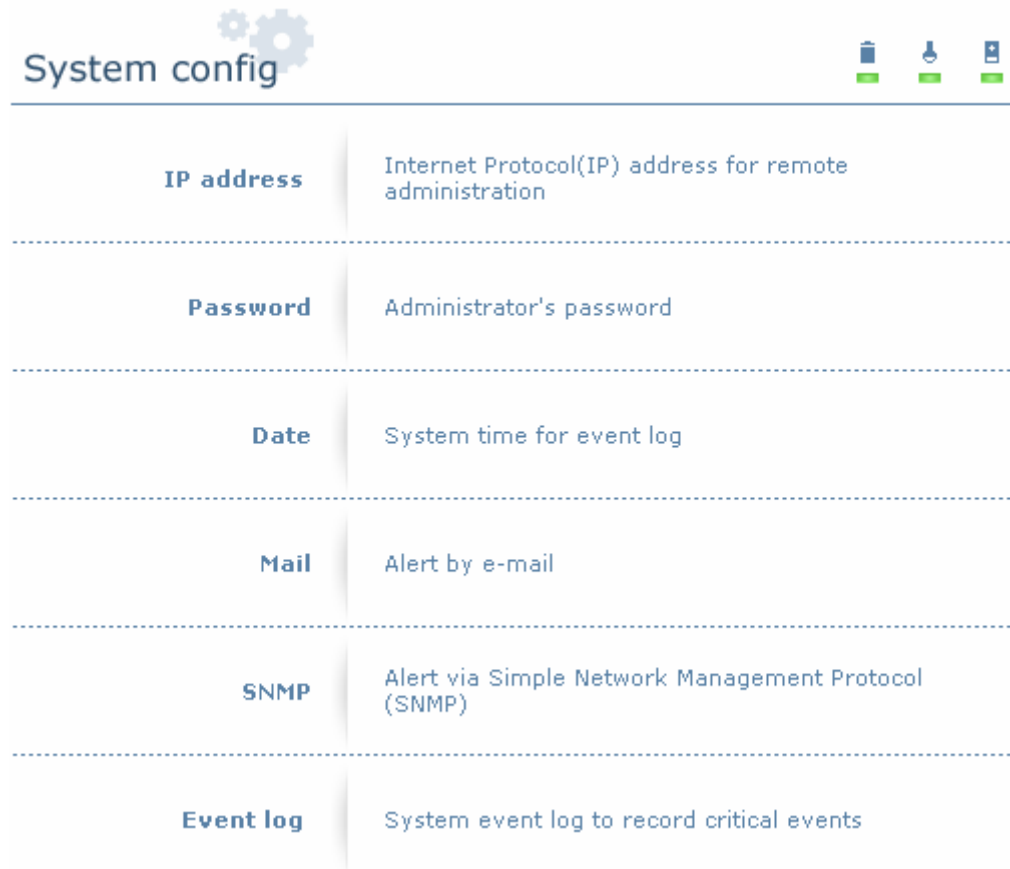 System config
IP address
Internet Protocol(IP) address for remote
administration
Password
Administrator's password
Date
System time for event log
Mail
Alert by e-mail
SNMP
Alert via Simple Network Management Protocol
(SNMP)
Event log
System event log to record critical events